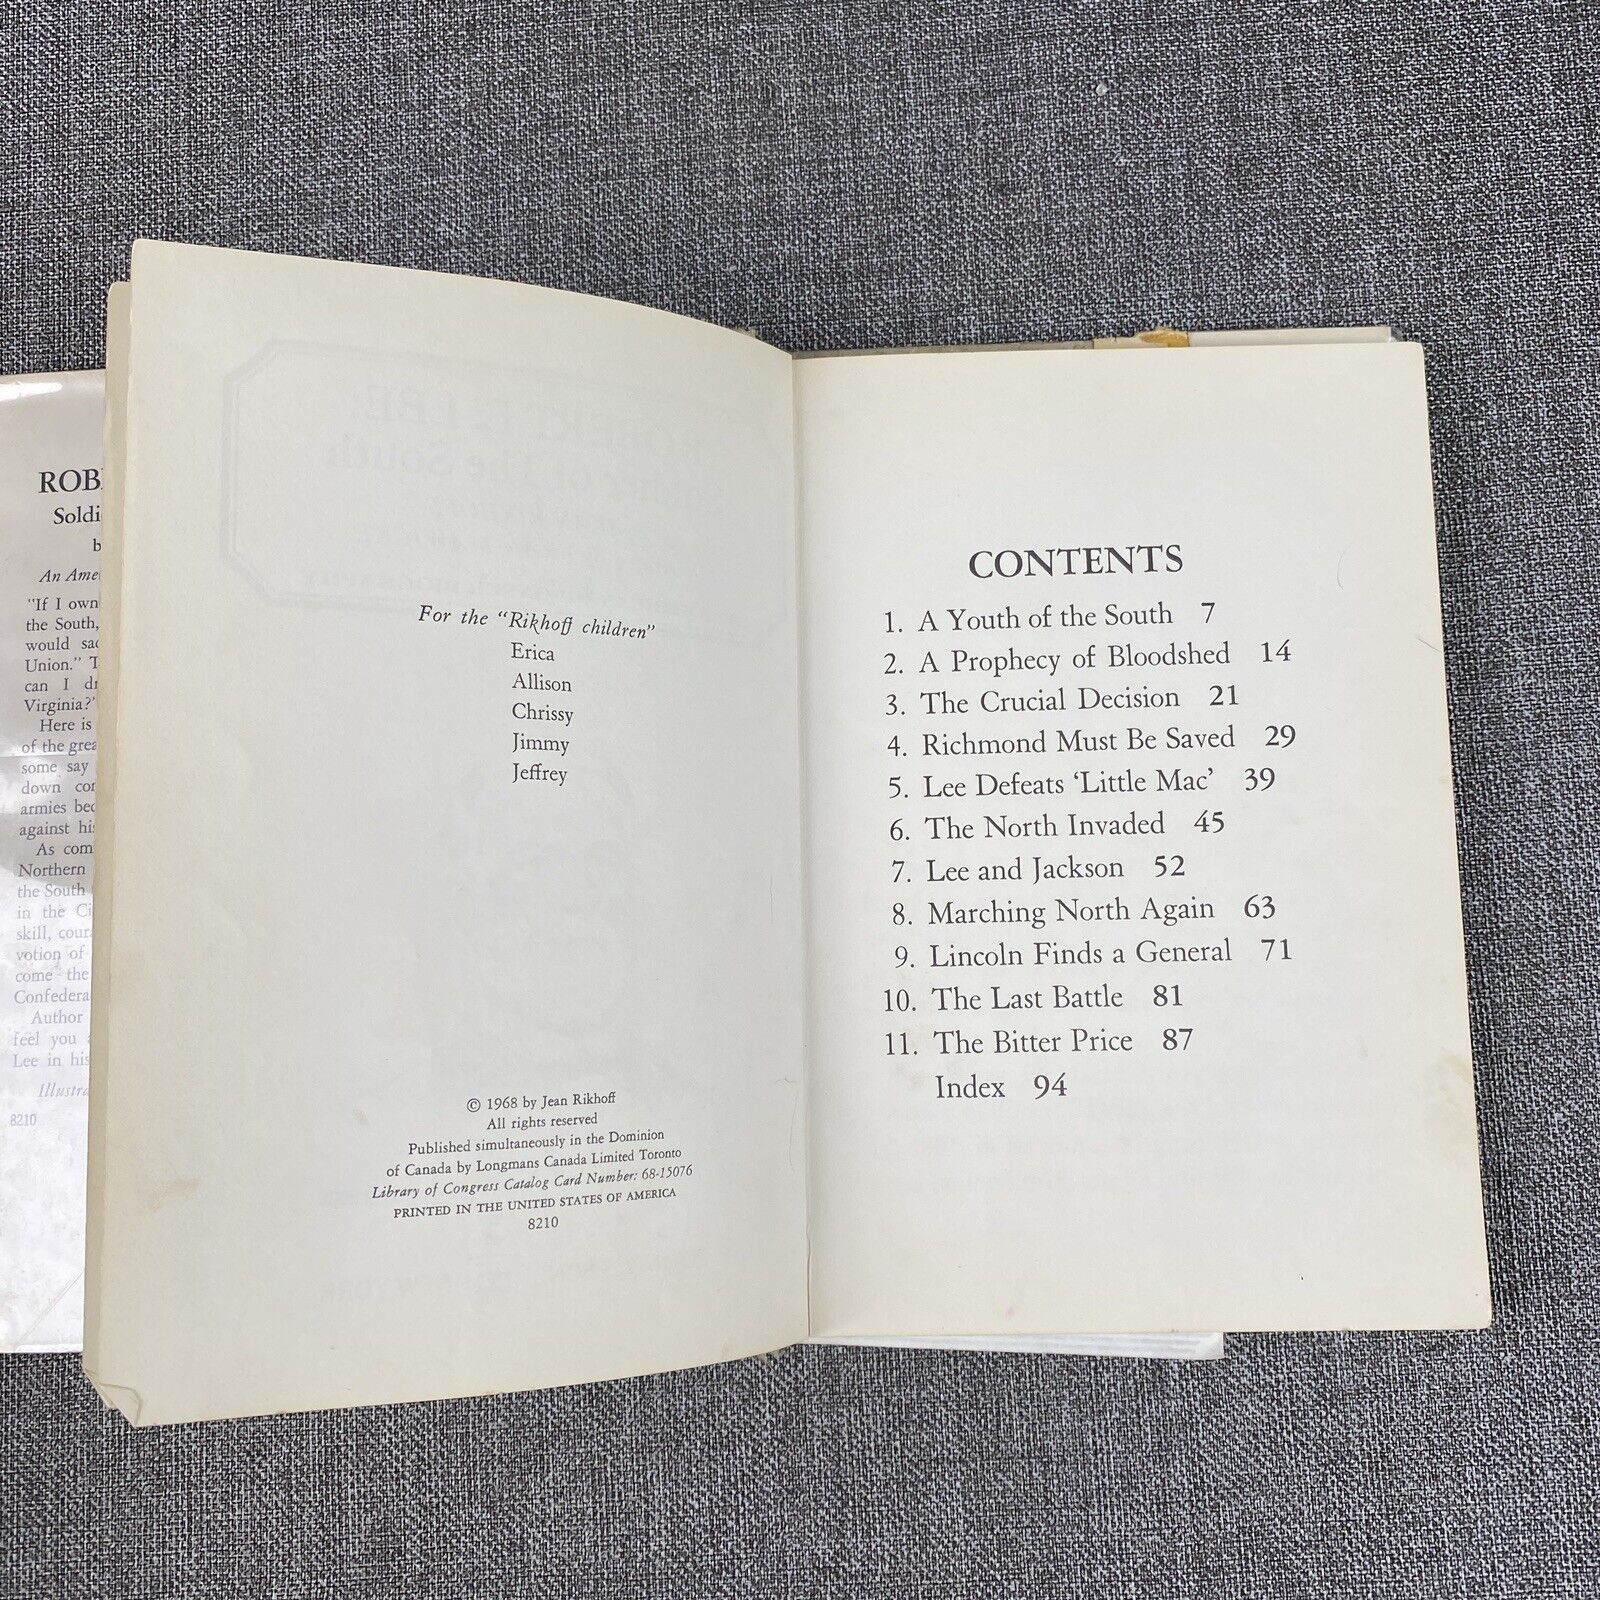 ROB
Soldi
b
An Ame
"If I own
the South,
would sac
Union." T
can I dr
Virginia?'
Here is
of the grea
some say
down cor
armies bec
against hi
As com
Northern
the South
in the Ci
skill, cour
votion of
come - the
Confedera
Author
feel you
Lee in his
Illustra
8210
For the "Rikhoff children"
Erica
Allison
Chrissy
Jimmy
Jeffrey
© 1968 by Jean Rikhoff
All rights reserved
Published simultaneously in the Dominion
of Canada by Longmans Canada Limited Toronto
Library of Congress Catalog Card Number: 68-15076
PRINTED IN THE UNITED STATES OF AMERICA
8210
CONTENTS
1. A Youth of the South 7
2. A Prophecy of Bloodshed 14
3. The Crucial Decision 21
4. Richmond Must Be Saved 29
5. Lee Defeats 'Little Mac' 39
6. The North Invaded 45
7. Lee and Jackson 52
8. Marching North Again 63
9. Lincoln Finds a General 71
10. The Last Battle 81
11. The Bitter Price 87
Index 94